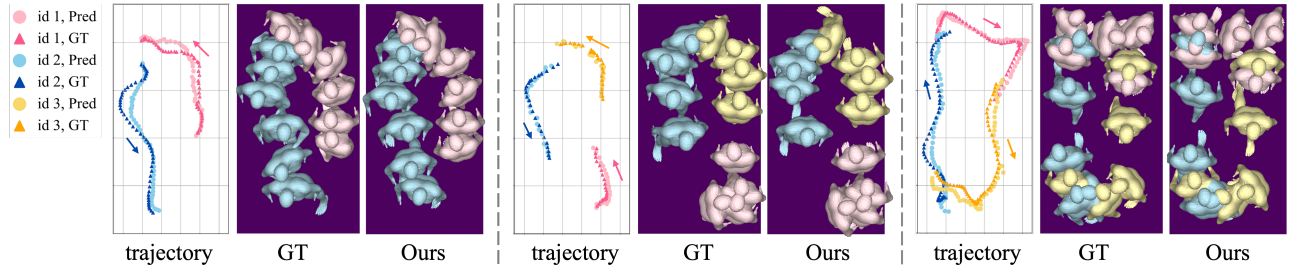 id 1, Pred
id 1, GT
id 2, Pred
id 2, GT
id 3, Pred
id 3, GT
trajectory GT Ours trajectory GT Ours trajectory GT Ours